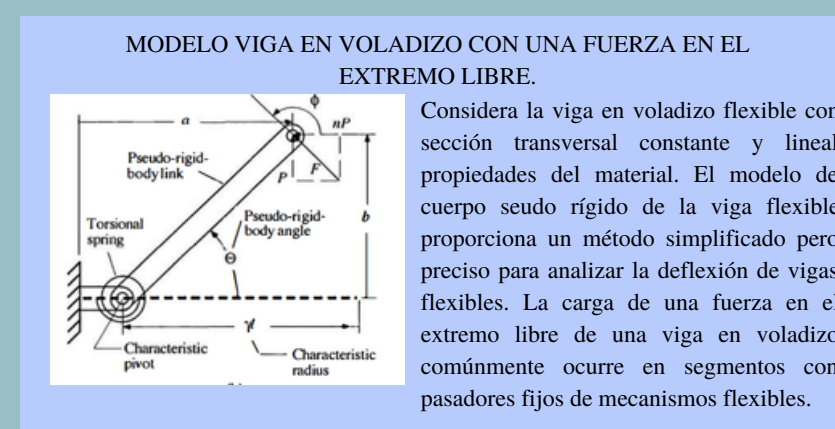 MODELO VIGA EN VOLADIZO CON UNA FUERZA EN EL
EXTREMO LIBRE.
a
ϕ
nP
Pseudo-rigid-
body link
P
F
Torsional
spring
Pseudo-rigid-
body angle
b
Θ
γl
Characteristic
pivot
Characteristic
radius
Considera la viga en voladizo flexible con
sección transversal constante y lineal
propiedades del material. El modelo de
cuerpo seudo rígido de la viga flexible
proporciona un método simplificado pero
preciso para analizar la deflexión de vigas
flexibles. La carga de una fuerza en el
extremo libre de una viga en voladizo
comúnmente ocurre en segmentos con
pasadores fijos de mecanismos flexibles.